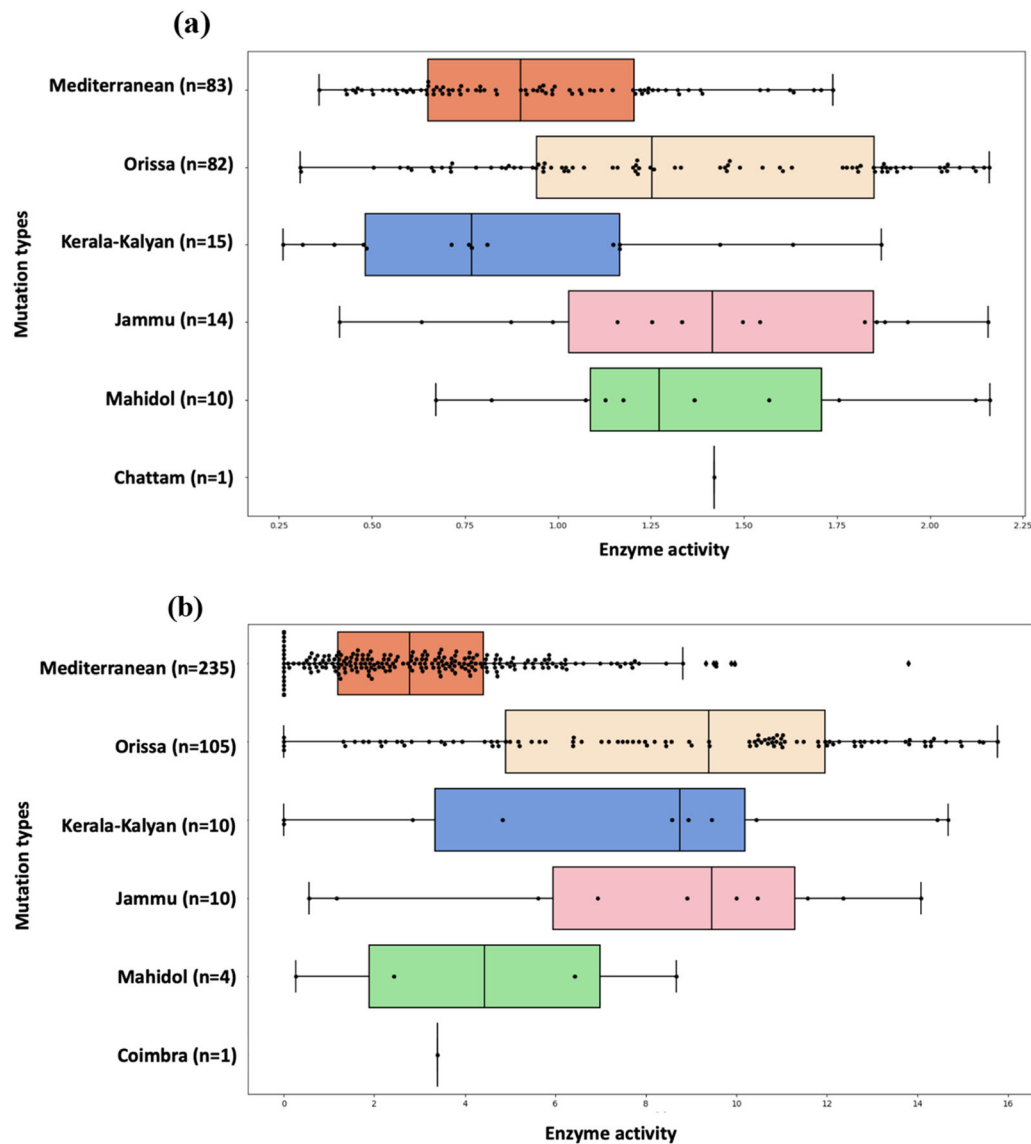 (a)
Mediterranean (n=83)
Orissa (n=82)
Kerala-Kalyan (n=15)
Jammu (n=14)
Mahidol (n=10)
Chattam (n=1)
Mutation types
0.25 0.50 0.75 1.00 1.25 1.50 1.75 2.00 2.25
Enzyme activity
(b)
Mediterranean (n=235)
Orissa (n=105)
Kerala-Kalyan (n=10)
Jammu (n=10)
Mahidol (n=4)
Coimbra (n=1)
Mutation types
0 2 4 6 8 10 12 14 16
Enzyme activity